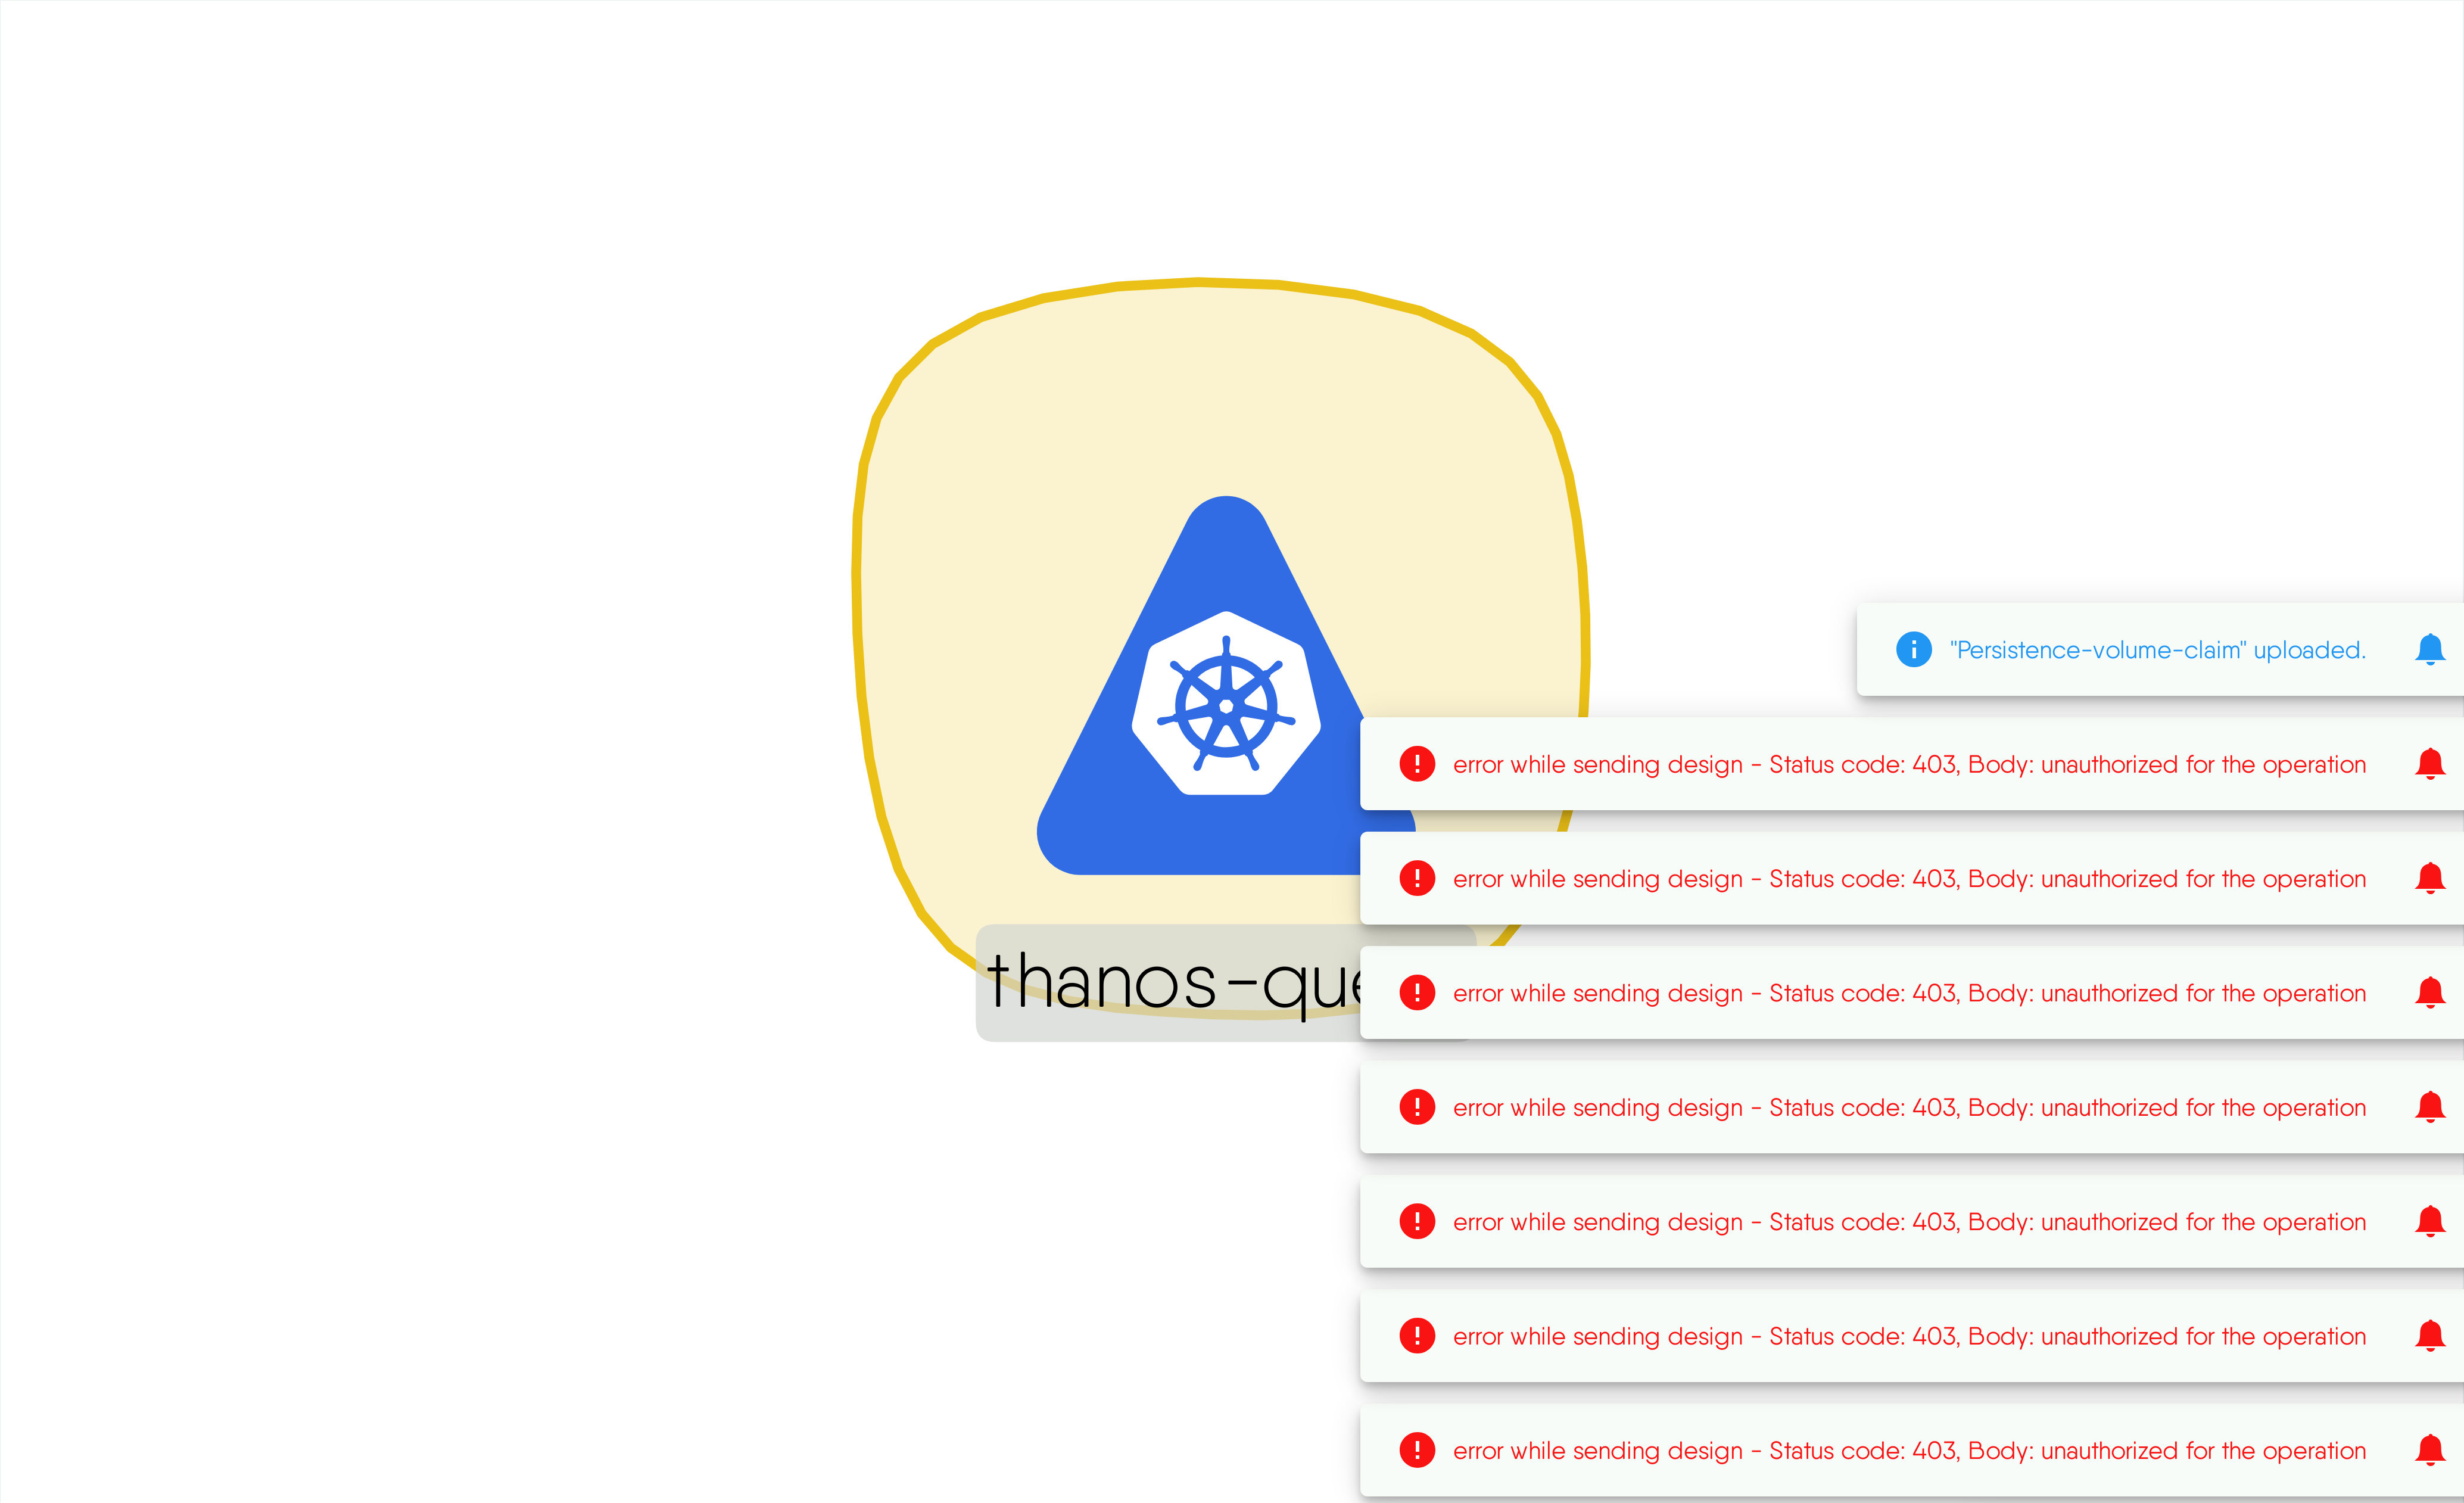 "Persistence-volume-claim" uploaded.
error while sending design - Status code: 403, Body: unauthorized for the operation
error while sending design - Status code: 403, Body: unauthorized for the operation
thanos-que
error while sending design - Status code: 403, Body: unauthorized for the operation
error while sending design - Status code: 403, Body: unauthorized for the operation
error while sending design - Status code: 403, Body: unauthorized for the operation
error while sending design - Status code: 403, Body: unauthorized for the operation
error while sending design - Status code: 403, Body: unauthorized for the operation